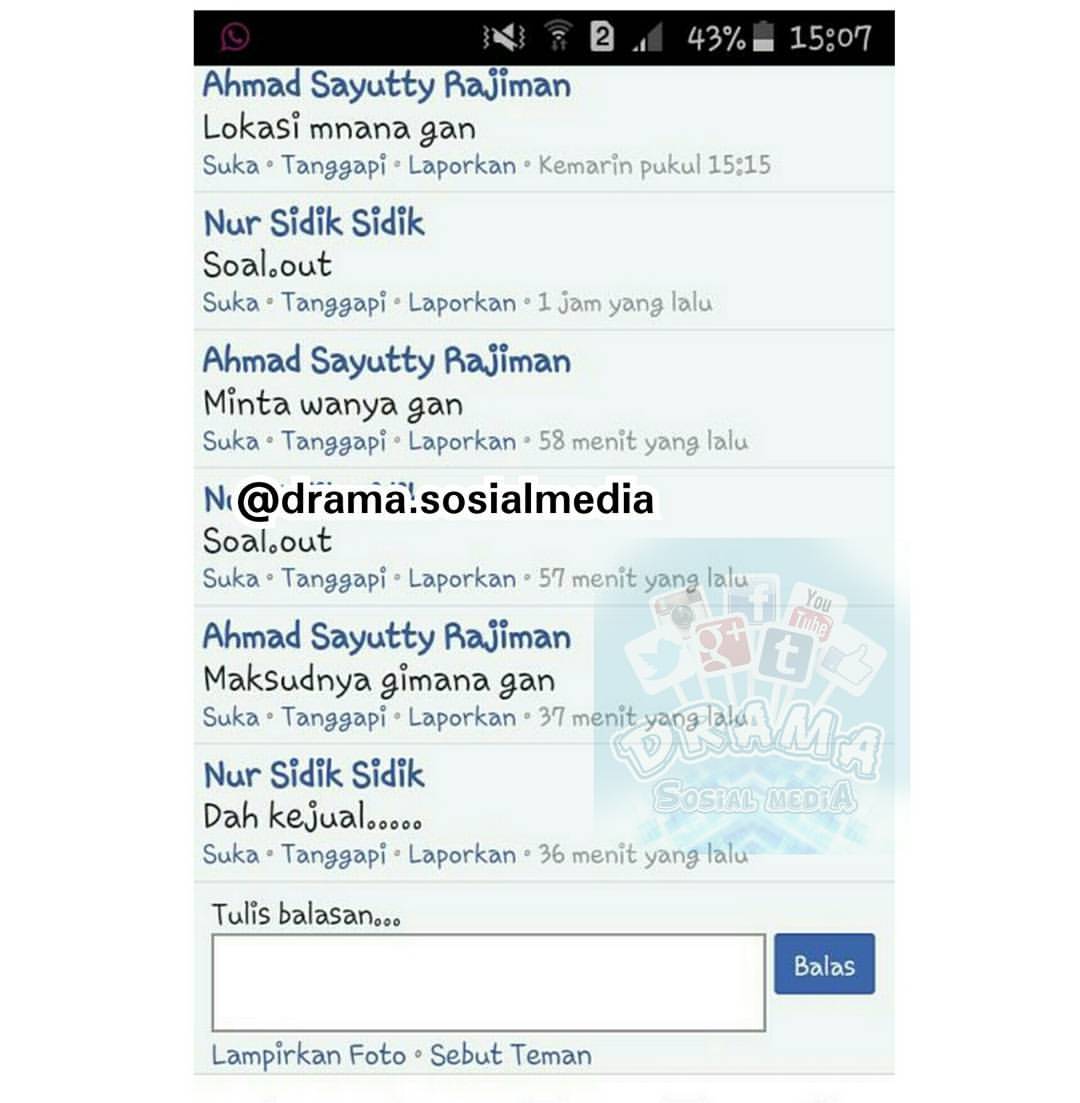 2 43% 15:07
Ahmad Sayutty Rajiman
Lokasi mnana gan
Suka • Tanggapi • Laporkan • Kemarin pukul 15:15
Nur Sidik Sidik
Soal.out
Suka • Tanggapi • Laporkan • 1 jam yang lalu
Ahmad Sayutty Rajiman
Minta wanya gan
Suka • Tanggapi • Laporkan • 58 menit yang lalu
@drama.sosialmedia
Soal.out
Suka • Tanggapi • Laporkan • 57 menit yang lalu
Ahmad Sayutty Rajiman
Maksudnya gimana gan
Suka • Tanggapi • Laporkan • 37 menit yang lalu
Nur Sidik Sidik
Dah kejual.....
Suka • Tanggapi • Laporkan • 36 menit yang lalu
You
Tube
f
g+
t
DRAMA
SOSIAL MEDIA
Tulis balasan...
Balas
Lampirkan Foto • Sebut Teman